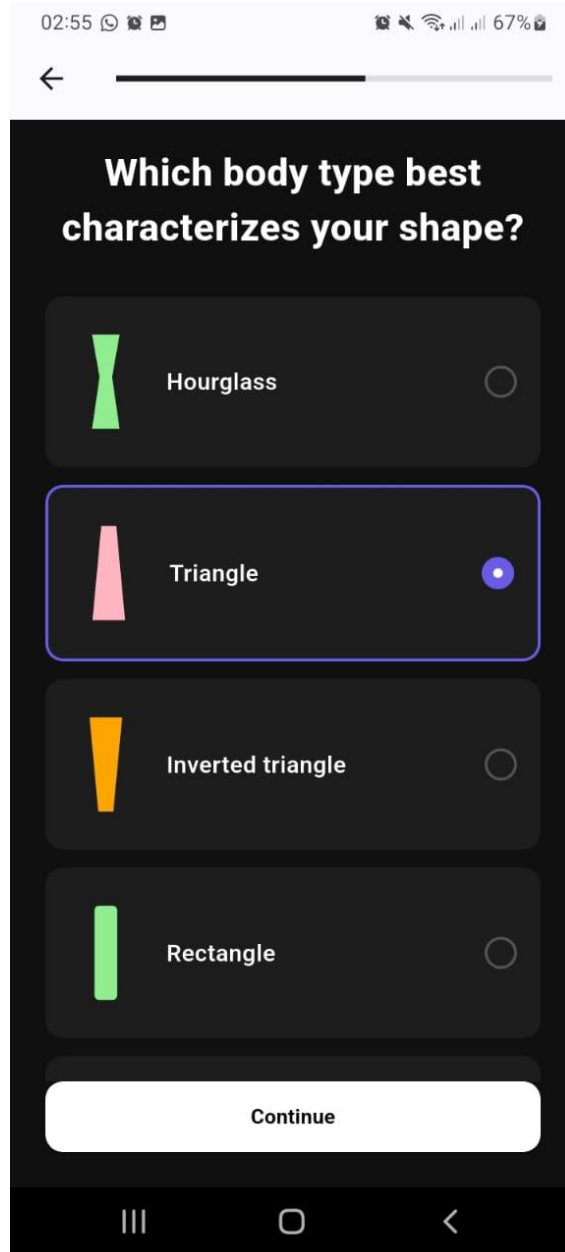 02:55 67%
Which body type best
characterizes your shape?
Hourglass
Triangle
Inverted triangle
Rectangle
Continue